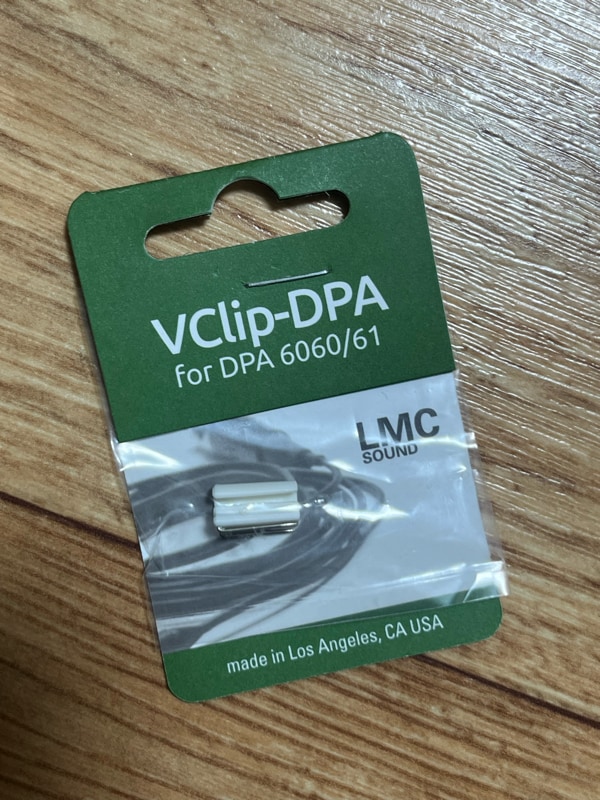 VClip-DPA
for DPA 6060/61
LMC
SOUND
made in Los Angeles, CA USA